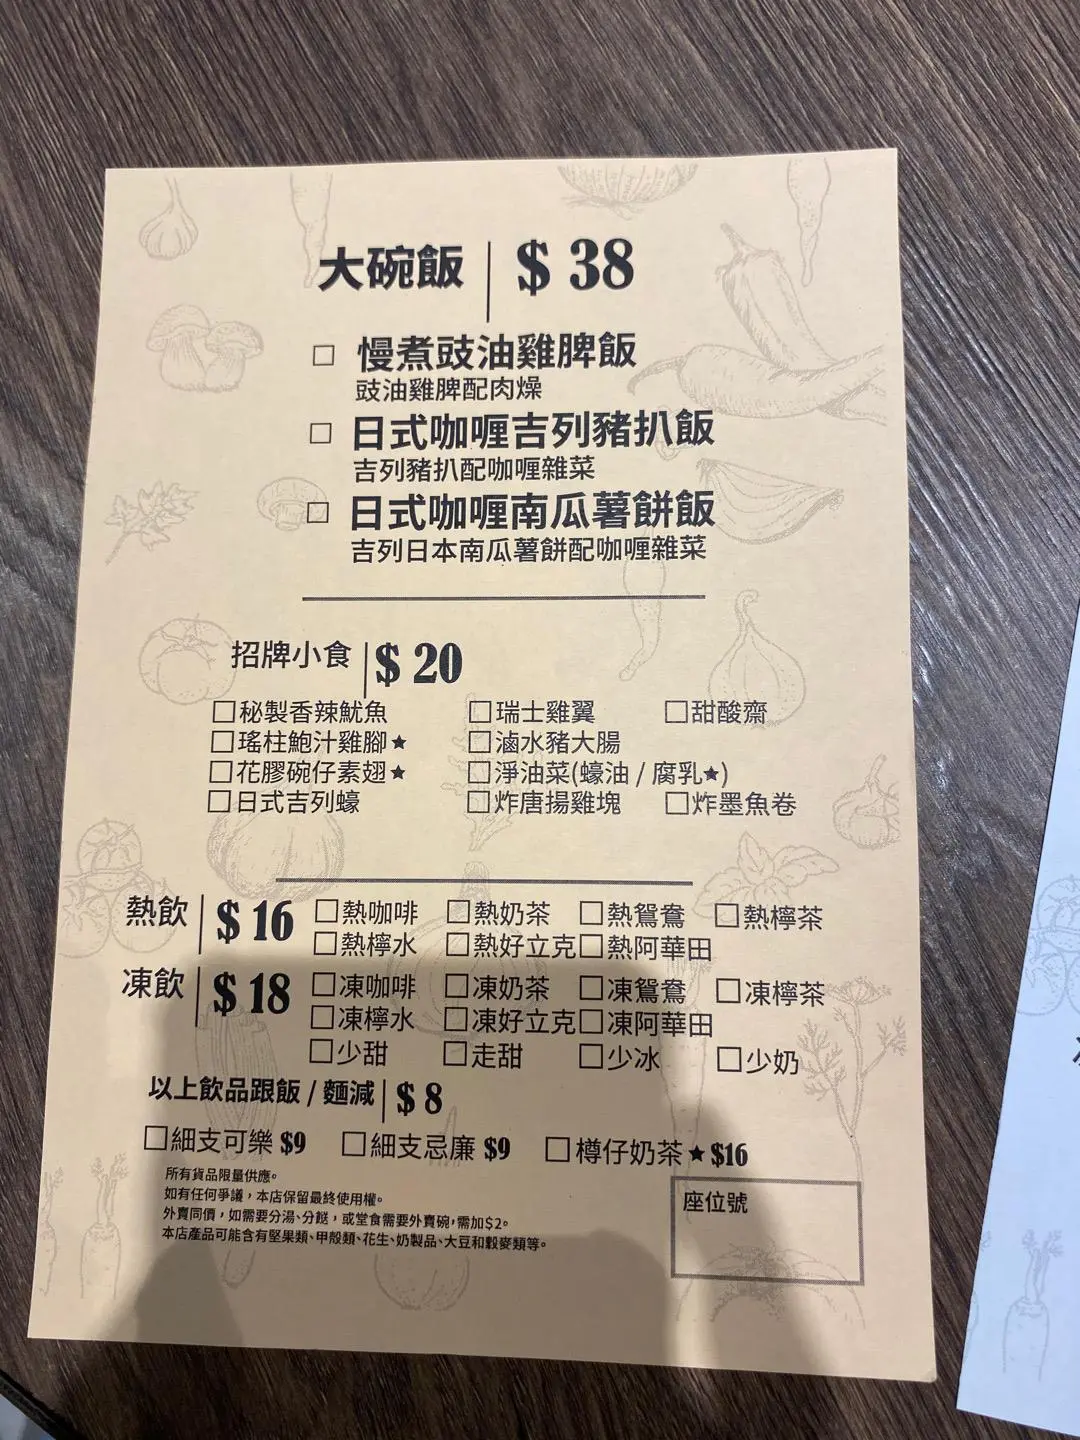 大碗飯 $ 38
□ 慢煮豉油雞脾飯
豉油雞脾配肉燥
□ 日式咖喱吉列豬扒飯
吉列豬扒配咖喱雜菜
□ 日式咖喱南瓜薯餅飯
吉列日本南瓜薯餅配咖喱雜菜
招牌小食 $ 20
□秘製香辣魷魚 □瑞士雞翼 □甜酸齋
□瑤柱鮑汁雞腳★ □滷水豬大腸
□花膠碗仔素翅★ □淨油菜(蠔油 / 腐乳★)
□日式吉列蠔 □炸唐揚雞塊 □炸墨魚卷
熱飲 $ 16 □熱咖啡 □熱奶茶 □熱鴛鴦 □熱檸茶
□熱檸水 □熱好立克 □熱阿華田
凍飲 $ 18 □凍咖啡 □凍奶茶 □凍鴛鴦 □凍檸茶
□凍檸水 □凍好立克 □凍阿華田
□少甜 □走甜 □少冰 □少奶
以上飲品跟飯 / 麵減 $ 8
□細支可樂 $9 □細支忌廉 $9 □樽仔奶茶★$16
所有貨品限量供應。
如有任何爭議，本店保留最終使用權。
外賣同價，如需要分湯、分餸，或堂食需要外賣碗，需加$2。
本店產品可能含有堅果類、甲殼類、花生、奶製品、大豆和穀麥類等。
座位號